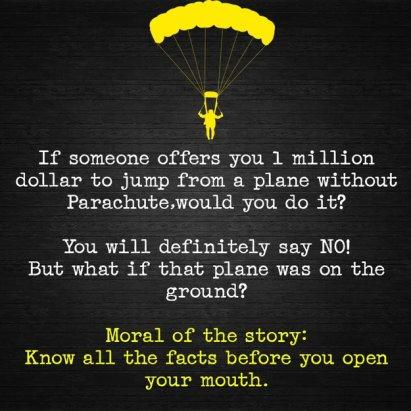 If someone offers you 1 million
dollar to jump from a plane without
Parachute,would you do it?
You will definitely say NO!
But what if that plane was on the
ground?
Moral of the story:
Know all the facts before you open
your mouth.